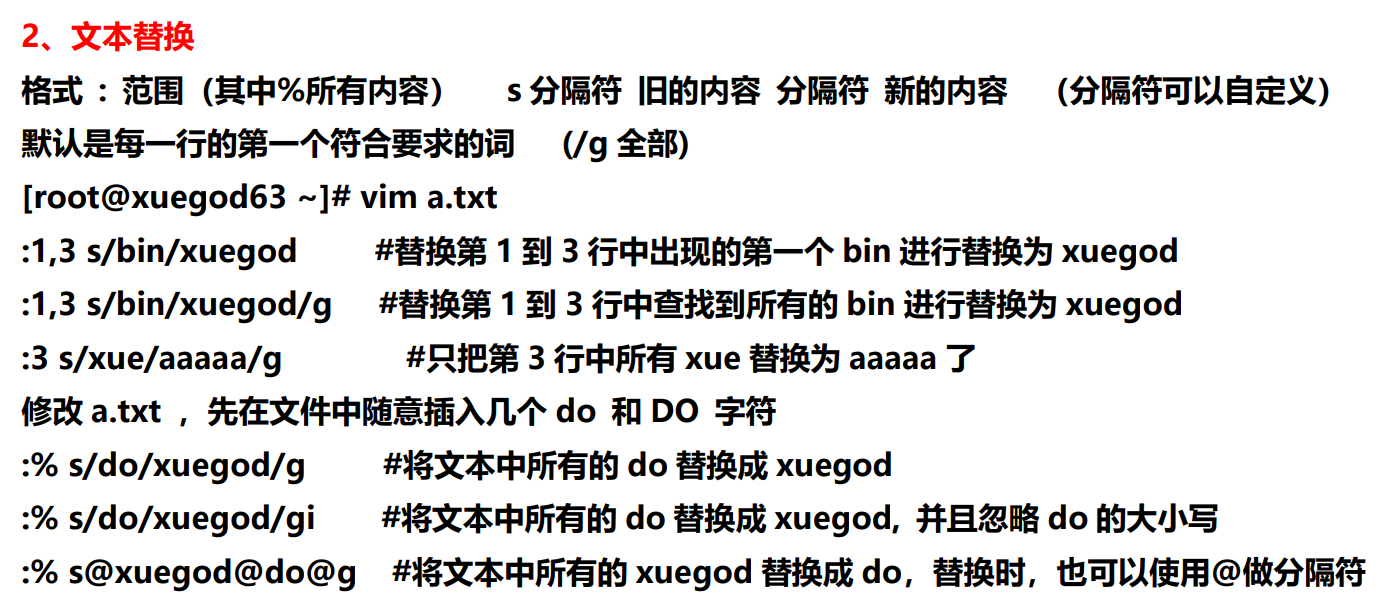 2、文本替换
格式 : 范围（其中%所有内容） s 分隔符 旧的内容 分隔符 新的内容 （分隔符可以自定义）
默认是每一行的第一个符合要求的词 (/g 全部)
[root@xuegod63 ~]# vim a.txt
:1,3 s/bin/xuegod #替换第 1 到 3 行中出现的第一个 bin 进行替换为 xuegod
:1,3 s/bin/xuegod/g #替换第 1 到 3 行中查找到所有的 bin 进行替换为 xuegod
:3 s/xue/aaaaa/g #只把第 3 行中所有 xue 替换为 aaaaa 了
修改 a.txt ，先在文件中随意插入几个 do 和 DO 字符
:% s/do/xuegod/g #将文本中所有的 do 替换成 xuegod
:% s/do/xuegod/gi #将文本中所有的 do 替换成 xuegod, 并且忽略 do 的大小写
:% s@xuegod@do@g #将文本中所有的 xuegod 替换成 do，替换时，也可以使用@做分隔符